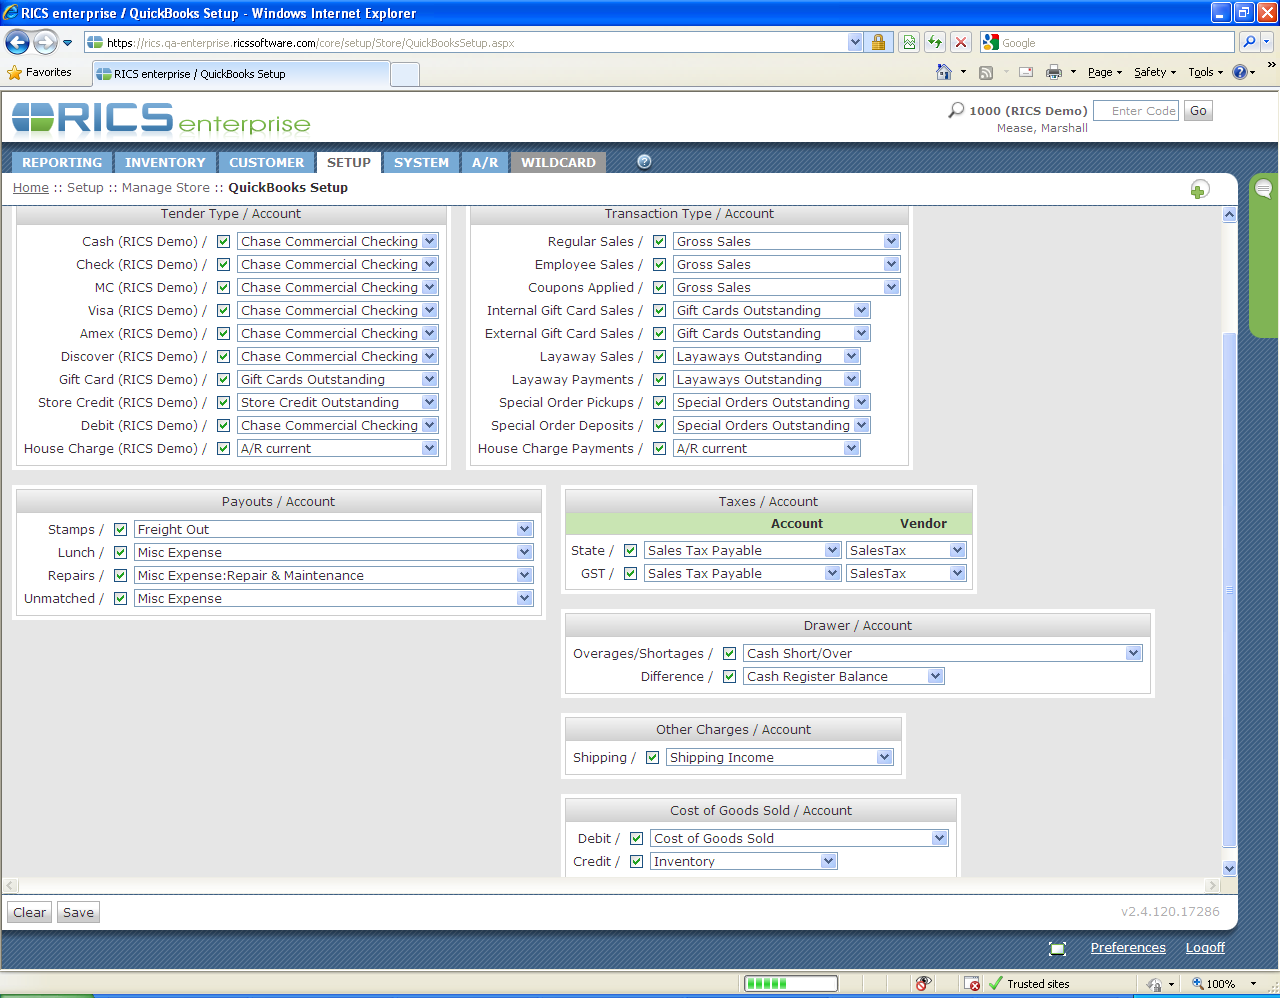 RICS enterprise / QuickBooks Setup - Windows Internet Explorer
https://rics.qa-enterprise.ricssoftware.com/core/setup/Store/QuickBooksSetup.aspx
Google
Favorites
RICS enterprise / QuickBooks Setup
Page
Safety
Tools
RICS enterprise
1000 (RICS Demo)
Enter Code
Go
Mease, Marshall
REPORTING
INVENTORY
CUSTOMER
SETUP
SYSTEM
A/R
WILDCARD
Home :: Setup :: Manage Store :: QuickBooks Setup
Tender Type / Account
Cash (RICS Demo) / Chase Commercial Checking
Check (RICS Demo) / Chase Commercial Checking
MC (RICS Demo) / Chase Commercial Checking
Visa (RICS Demo) / Chase Commercial Checking
Amex (RICS Demo) / Chase Commercial Checking
Discover (RICS Demo) / Chase Commercial Checking
Gift Card (RICS Demo) / Gift Cards Outstanding
Store Credit (RICS Demo) / Store Credit Outstanding
Debit (RICS Demo) / Chase Commercial Checking
House Charge (RICS Demo) / A/R current
Transaction Type / Account
Regular Sales / Gross Sales
Employee Sales / Gross Sales
Coupons Applied / Gross Sales
Internal Gift Card Sales / Gift Cards Outstanding
External Gift Card Sales / Gift Cards Outstanding
Layaway Sales / Layaways Outstanding
Layaway Payments / Layaways Outstanding
Special Order Pickups / Special Orders Outstanding
Special Order Deposits / Special Orders Outstanding
House Charge Payments / A/R current
Payouts / Account
Stamps / Freight Out
Lunch / Misc Expense
Repairs / Misc Expense:Repair & Maintenance
Unmatched / Misc Expense
Taxes / Account
Account Vendor
State / Sales Tax Payable SalesTax
GST / Sales Tax Payable SalesTax
Drawer / Account
Overages/Shortages / Cash Short/Over
Difference / Cash Register Balance
Other Charges / Account
Shipping / Shipping Income
Cost of Goods Sold / Account
Debit / Cost of Goods Sold
Credit / Inventory
Clear
Save
v2.4.120.17286
Preferences
Logoff
Trusted sites
100%